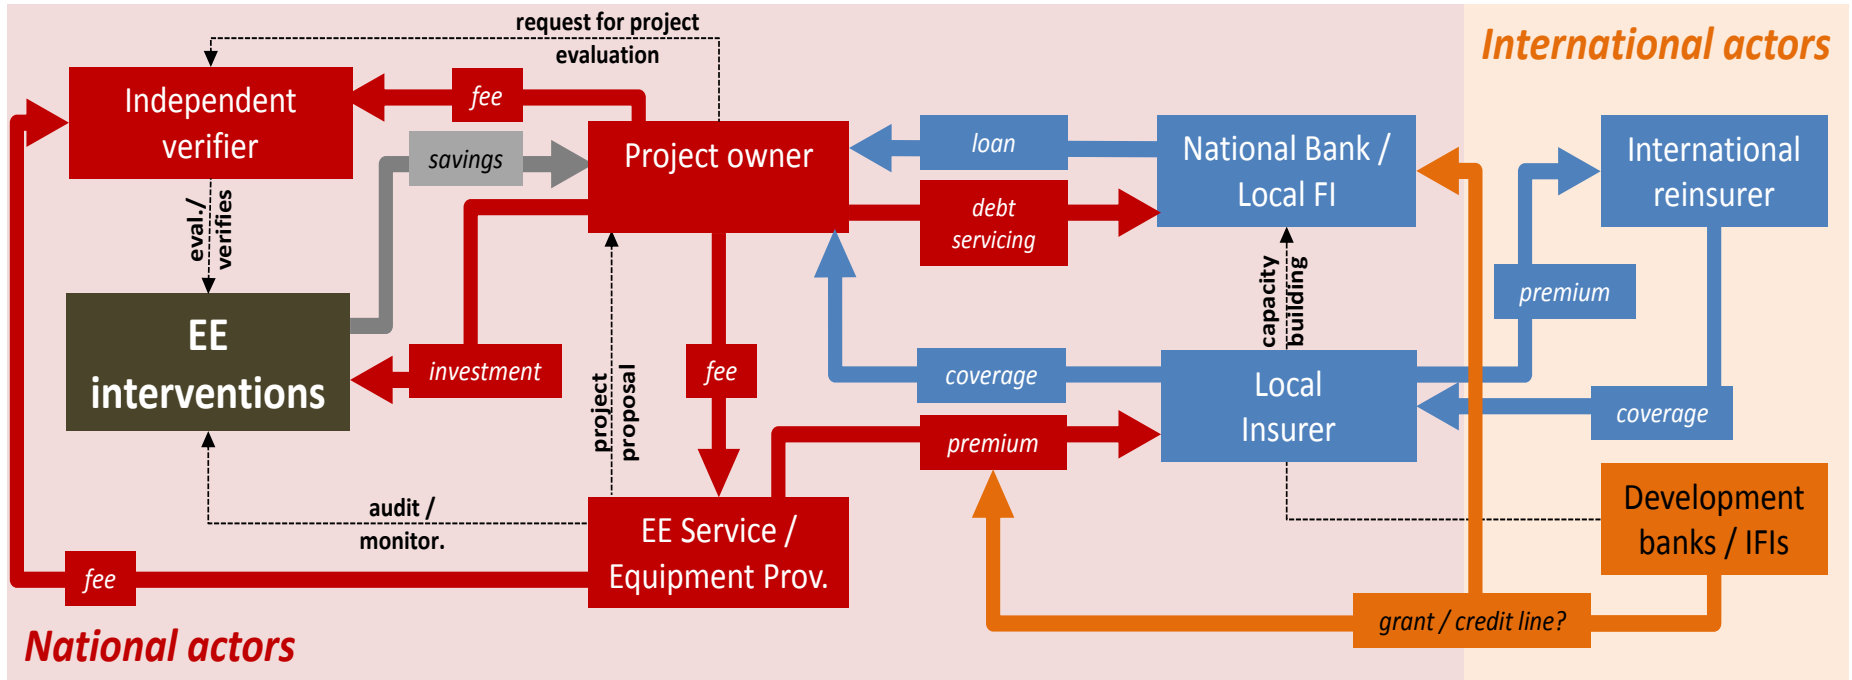 request for project
evaluation
International actors
Independent
verifier
fee
Project owner
savings
loan
National Bank /
Local FI
International
reinsurer
debt
servicing
eval./
verifies
capacity
building
premium
EE
interventions
investment
project
proposal
fee
coverage
Local
Insurer
coverage
premium
audit /
monitor.
EE Service /
Equipment Prov.
Development
banks / IFIs
fee
grant / credit line?
National actors